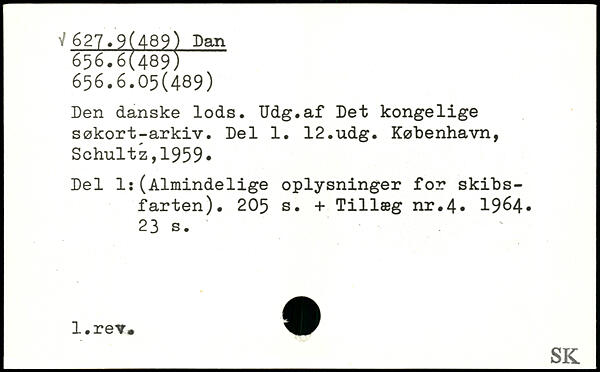 √ 627.9(489) Dan
656.6(489)
656.6.05(489)
Den danske lods. Udg.af Det kongelige
søkort-arkiv. Del 1. 12.udg. København,
Schultz,1959.
Del 1:(Almindelige oplysninger for skibs-
farten). 205 s. + Tillæg nr.4. 1964.
23 s.
1.rev.
SK